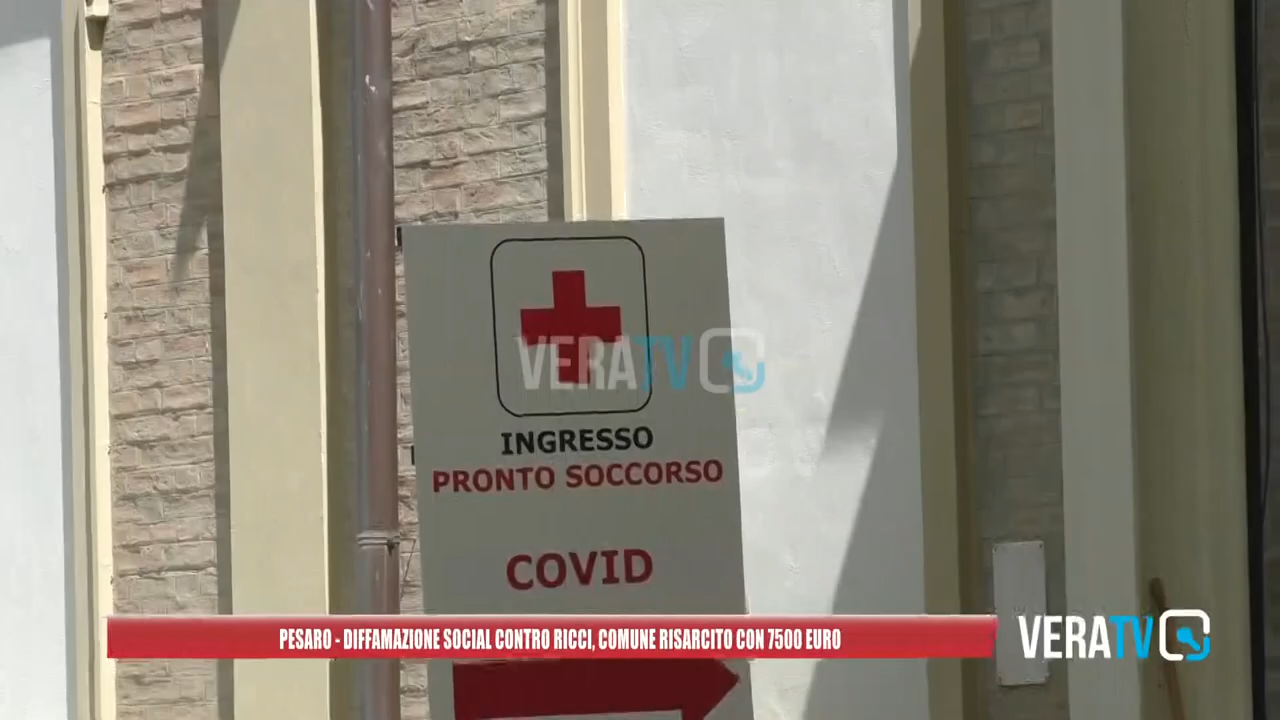 VERATV
INGRESSO
PRONTO SOCCORSO
COVID
PESARO - DIFFAMAZIONE SOCIAL CONTRO RICCI, COMUNE RISARCITO CON 7500 EURO
VERATV